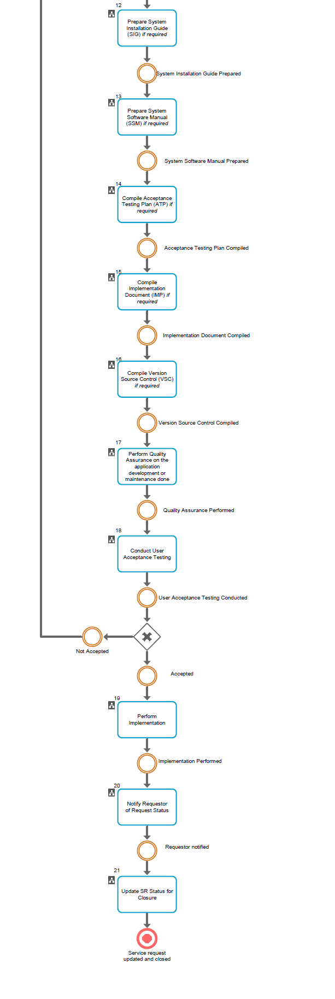 12
Prepare System
Installation Guide
(SIG) if required
System Installation Guide Prepared
13
Prepare System
Software Manual
(SSM) if required
System Software Manual Prepared
14
Compile Acceptance
Testing Plan (ATP) if
required
Acceptance Testing Plan Compiled
15
Compile
Implementation
Document (IMP) if
required
Implementation Document Compiled
16
Compile Version
Source Control (VSC)
if required
Version Source Control Compiled
17
Perform Quality
Assurance on the
application
development or
maintenance done
Quality Assurance Performed
18
Conduct User
Acceptance Testing
User Acceptance Testing Conducted
Not Accepted
Accepted
19
Perform
Implementation
Implementation Performed
20
Notify Requestor
of Request Status
Requestor notified
21
Update SR Status for
Closure
Service request
updated and closed